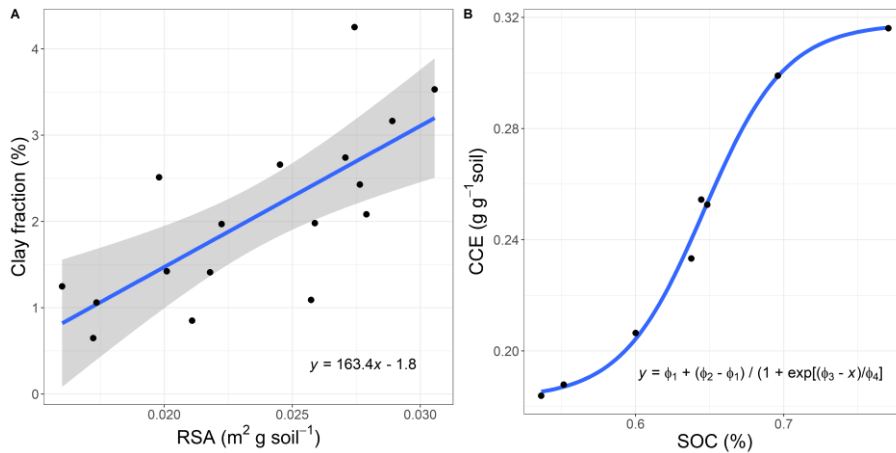 A
Clay fraction (%)
4
3
2
1
0
y = 163.4x - 1.8
0.020
0.025
0.030
RSA (m² g soil⁻¹)
B
CCE (g g⁻¹soil)
0.32
0.28
0.24
0.20
y = ϕ₁ + (ϕ₂ - ϕ₁) / (1 + exp[(ϕ₃ - x)/ϕ₄]
0.6
0.7
SOC (%)